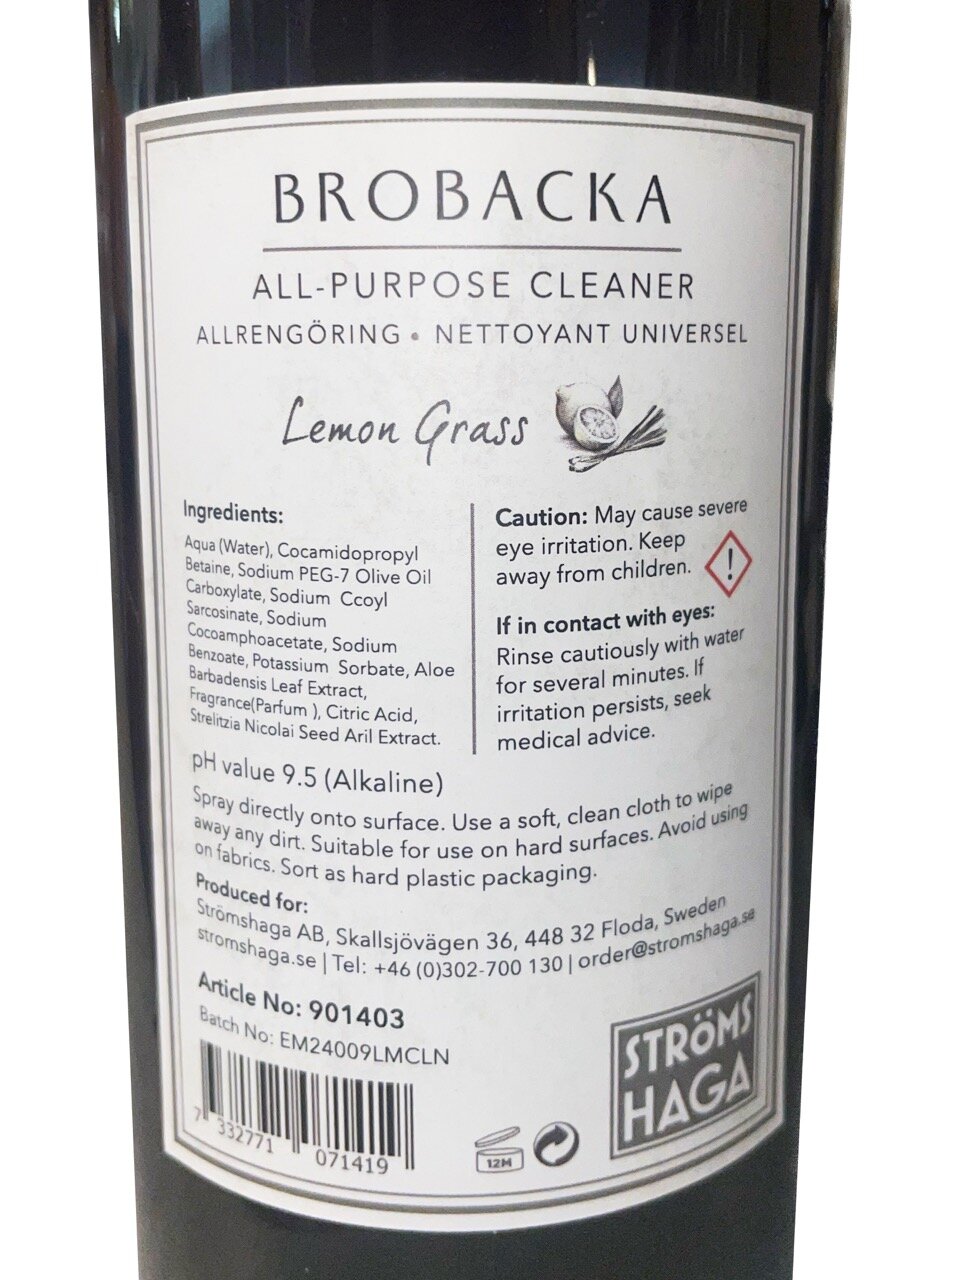 BROBACKA
ALL-PURPOSE CLEANER
ALLRENGÖRING • NETTOYANT UNIVERSEL
Lemon Grass
Ingredients:
Aqua (Water), Cocamidopropyl
Betaine, Sodium PEG-7 Olive Oil
Carboxylate, Sodium Ccoyl
Sarcosinate, Sodium
Cocoamphoacetate, Sodium
Benzoate, Potassium Sorbate, Aloe
Barbadensis Leaf Extract,
Fragrance(Parfum ), Citric Acid,
Strelitzia Nicolai Seed Aril Extract.
Caution: May cause severe
eye irritation. Keep
away from children.
!
If in contact with eyes:
Rinse cautiously with water
for several minutes. If
irritation persists, seek
medical advice.
pH value 9.5 (Alkaline)
Spray directly onto surface. Use a soft, clean cloth to wipe
away any dirt. Suitable for use on hard surfaces. Avoid using
on fabrics. Sort as hard plastic packaging.
Produced for:
Strömshaga AB, Skallsjövägen 36, 448 32 Floda, Sweden
stromshaga.se | Tel: +46 (0)302-700 130 | order@stromshaga.se
Article No: 901403
Batch No: EM24009LMCLN
7 332771 071419
12M
STRÖMS
HAGA